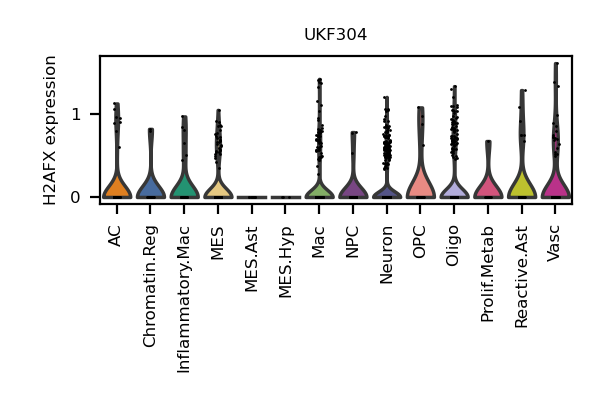 UKF304
H2AFX expression
1
0
AC
Chromatin.Reg
Inflammatory.Mac
MES
MES.Ast
MES.Hyp
Mac
NPC
Neuron
OPC
Oligo
Prolif.Metab
Reactive.Ast
Vasc